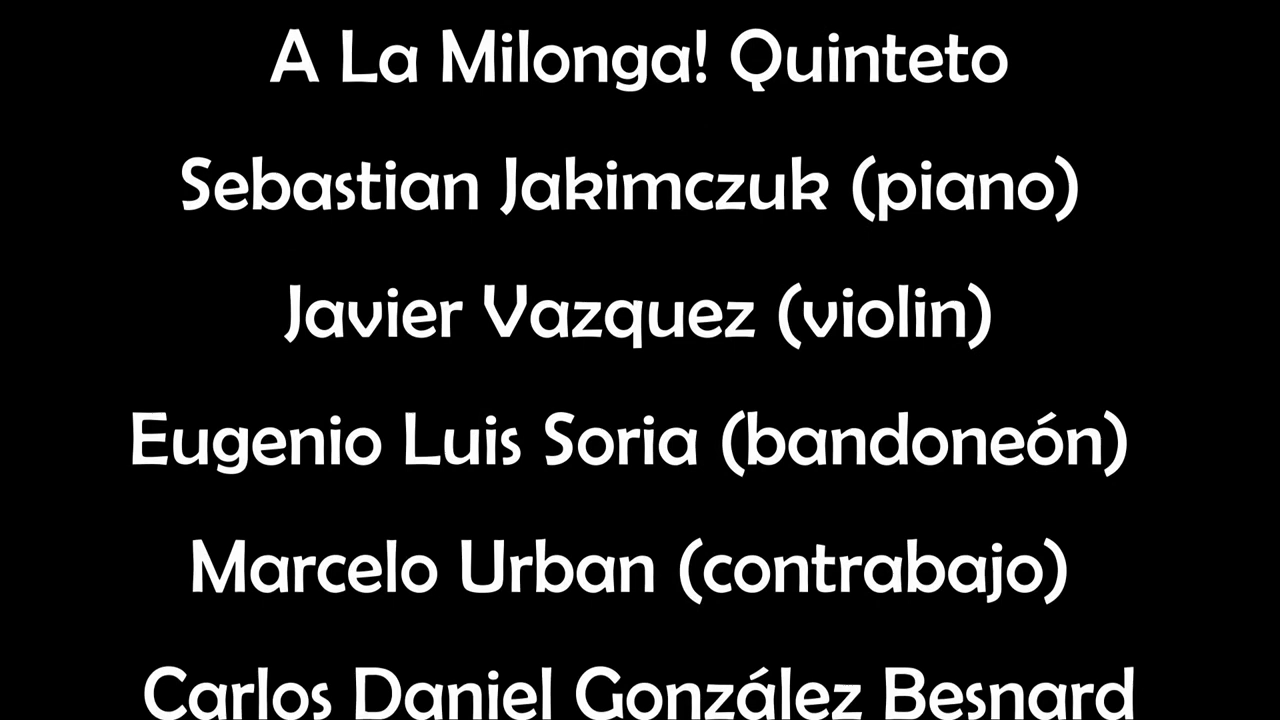 A La Milonga! Quinteto
Sebastian Jakimczuk (piano)
Javier Vazquez (violin)
Eugenio Luis Soria (bandoneón)
Marcelo Urban (contrabajo)
Carlos Daniel González Besnard